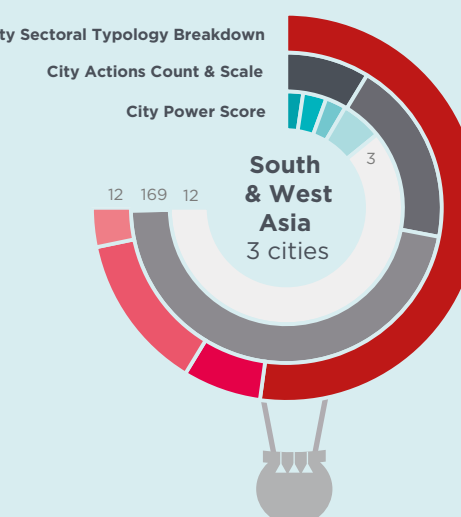 ty Sectoral Typology Breakdown
City Actions Count & Scale
City Power Score
3
12 169 12
South
& West
Asia
3 cities